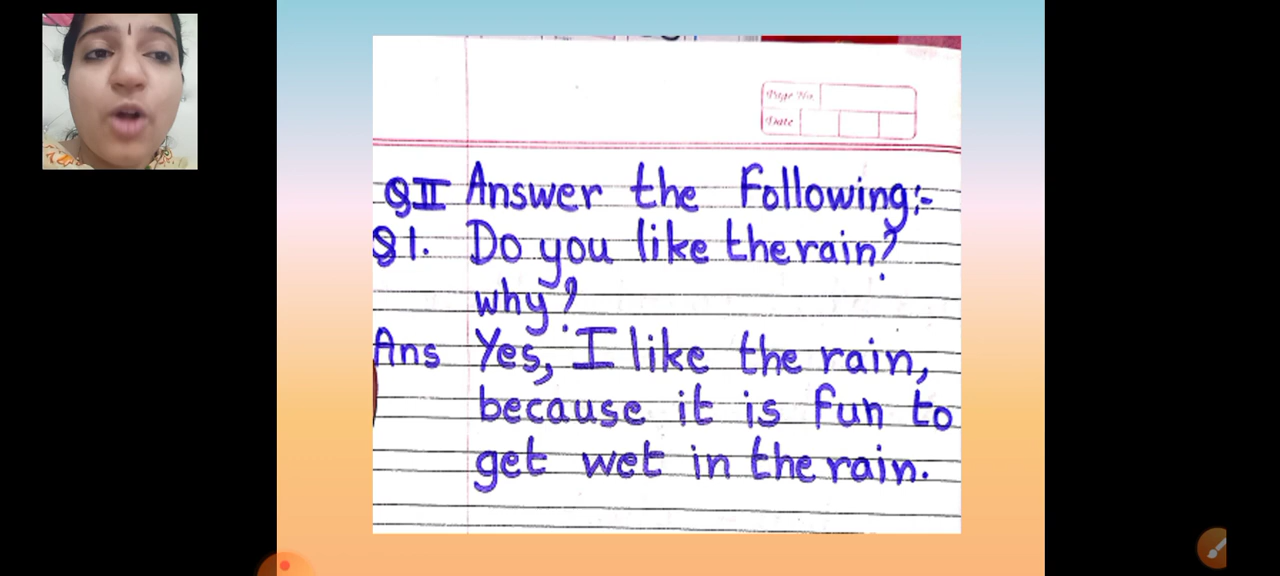 Page No.
Date
QII Answer the Following:-
Q1. Do you like the rain?
why?
Ans Yes, I like the rain,
because it is fun to
get wet in the rain.